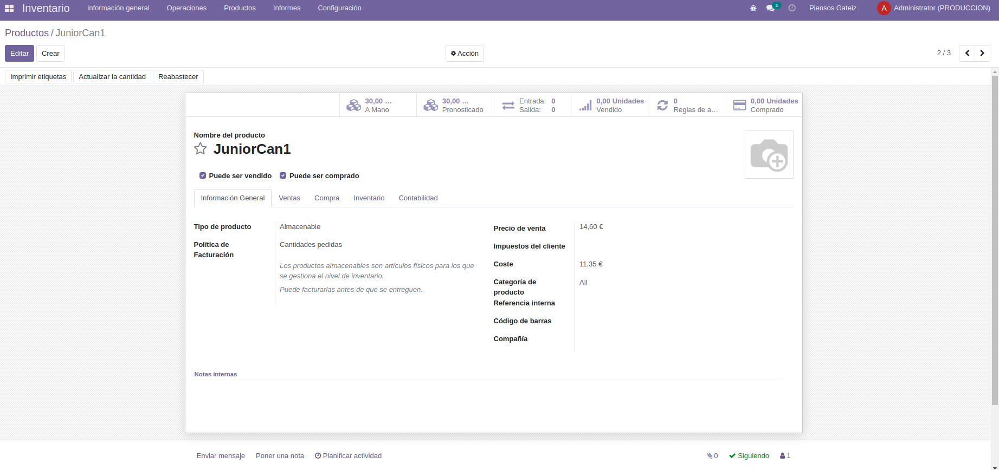 Inventario Información general Operaciones Productos Informes Configuración 1 Piensos Gateiz A Administrator (PRODUCCION)
Productos / JuniorCan1
Editar Crear Acción 2 / 3
Imprimir etiquetas Actualizar la cantidad Reabastecer
30,00 ... 30,00 ... Entrada: 0 0,00 Unidades 0 0,00 Unidades
A Mano Pronosticado Salida: 0 Vendido Reglas de a... Comprado
Nombre del producto
JuniorCan1
Puede ser vendido Puede ser comprado
Información General Ventas Compra Inventario Contabilidad
Tipo de producto Almacenable
Política de Facturación Cantidades pedidas
Los productos almacenables son artículos físicos para los que
se gestiona el nivel de inventario.
Puede facturarlas antes de que se entreguen.
Precio de venta 14,60 €
Impuestos del cliente
Coste 11,35 €
Categoría de producto All
Referencia interna
Código de barras
Compañía
Notas internas
Enviar mensaje Poner una nota Planificar actividad 0 Siguiendo 1